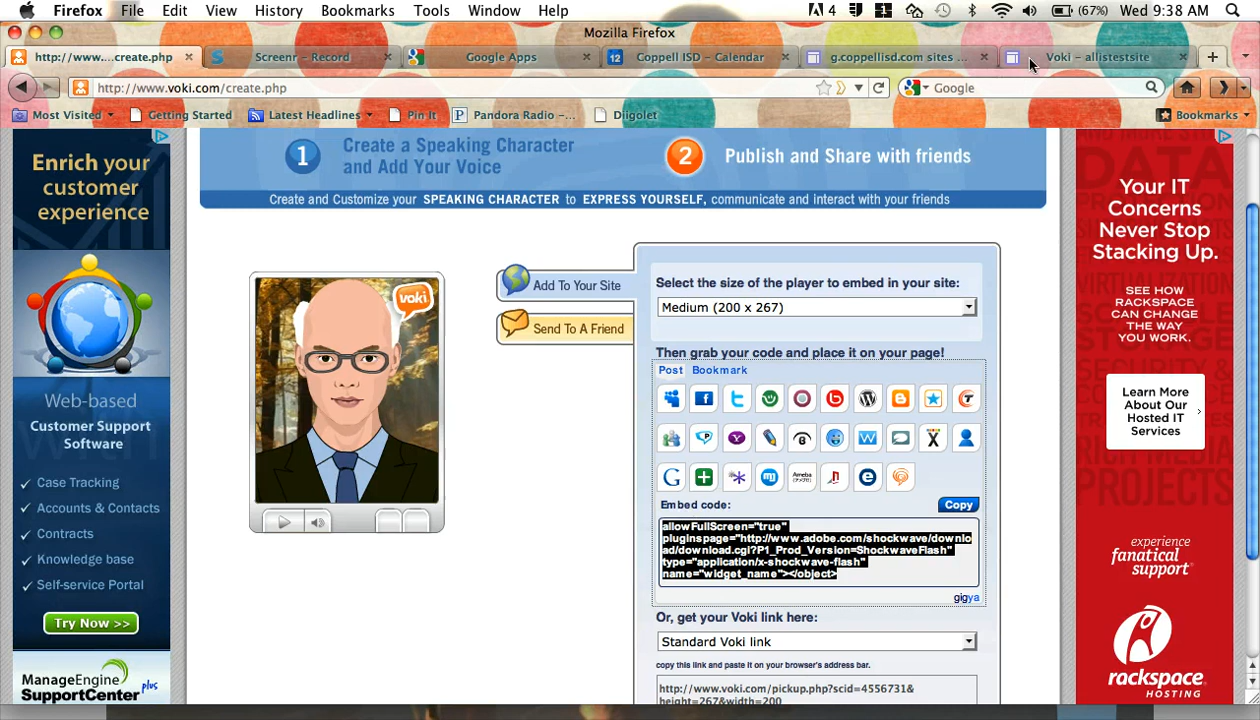 Firefox File Edit View History Bookmarks Tools Window Help 4 1 (67%) Wed 9:38 AM
Mozilla Firefox
http://www....create.php Screenr – Record Google Apps 12 Coppell ISD – Calendar g.coppellisd.com sites ... Voki – allistestsite
http://www.voki.com/create.php Google
Most Visited Getting Started Latest Headlines Pin It Pandora Radio –... Diigolet Bookmarks
1 Create a Speaking Character
and Add Your Voice
2 Publish and Share with friends
Create and Customize your SPEAKING CHARACTER to EXPRESS YOURSELF, communicate and interact with your friends
Enrich your
customer
experience
Web-based
Customer Support
Software
Case Tracking
Accounts & Contacts
Contracts
Knowledge base
Self-service Portal
Try Now >>
ManageEngine
SupportCenter plus
voki
Add To Your Site
Send To A Friend
Select the size of the player to embed in your site:
Medium (200 x 267)
Then grab your code and place it on your page!
Post Bookmark
Ameba
Embed code: Copy
allowFullScreen="true"
pluginspage="http://www.adobe.com/shockwave/downlo
ad/download.cgi?P1_Prod_Version=ShockwaveFlash"
type="application/x-shockwave-flash"
name="widget_name"></object>
gigya
Or, get your Voki link here:
Standard Voki link
copy this link and paste it on your browser's address bar.
http://www.voki.com/pickup.php?scid=4556731&
height=267&width=200
Your IT
Concerns
Never Stop
Stacking Up.
SEE HOW
RACKSPACE
CAN CHANGE
THE WAY
YOU WORK.
Learn More
About Our
Hosted IT
Services
experience
fanatical
support
rackspace
HOSTING